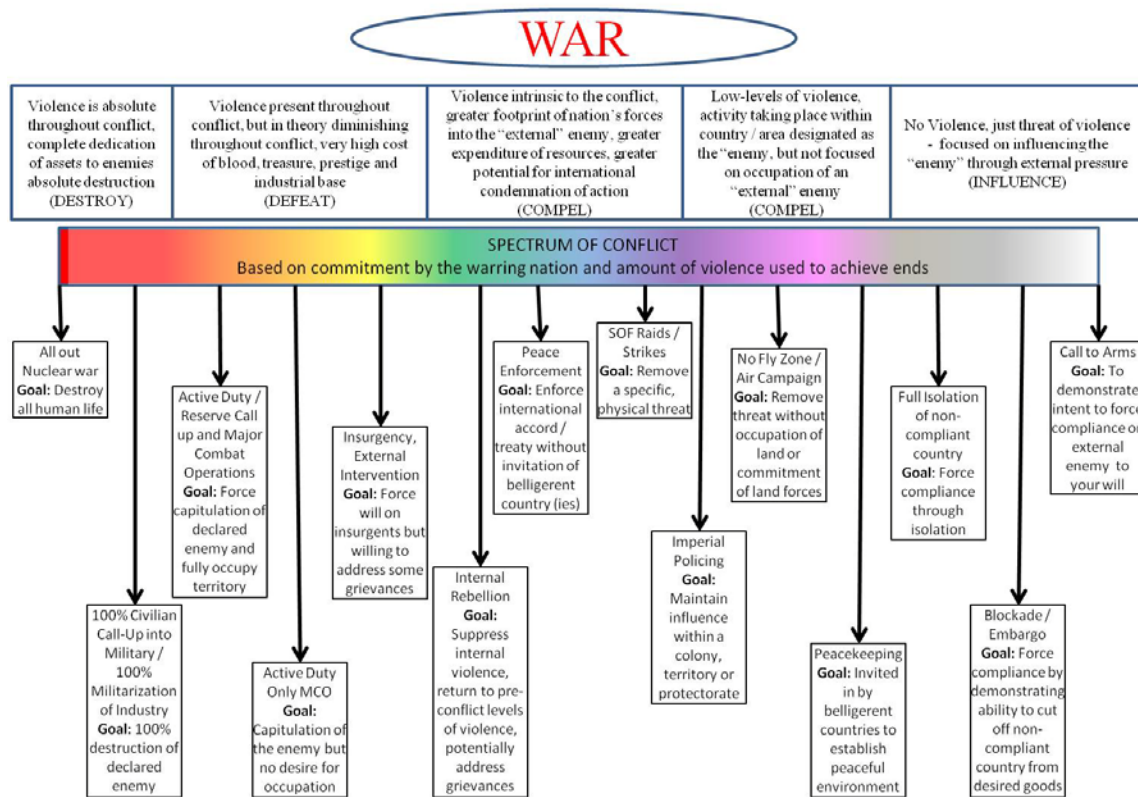 WAR
Violence is absolute
throughout conflict,
complete dedication
of assets to enemies
absolute destruction
(DESTROY)
Violence present throughout
conflict, but in theory diminishing
throughout conflict, very high cost
of blood, treasure, prestige and
industrial base
(DEFEAT)
Violence intrinsic to the conflict,
greater footprint of nation's forces
into the “external” enemy, greater
expenditure of resources, greater
potential for international
condemnation of action
(COMPEL)
Low-levels of violence,
activity taking place within
country / area designated as
the “enemy, but not focused
on occupation of an
“external” enemy
(COMPEL)
No Violence, just threat of violence
- focused on influencing the
“enemy” through external pressure
(INFLUENCE)
SPECTRUM OF CONFLICT
Based on commitment by the warring nation and amount of violence used to achieve ends
All out
Nuclear war
Goal: Destroy
all human life
100% Civilian
Call-Up into
Military /
100%
Militarization
of Industry
Goal: 100%
destruction of
declared
enemy
Active Duty /
Reserve Call
up and Major
Combat
Operations
Goal: Force
capitulation of
declared
enemy and
fully occupy
territory
Active Duty
Only MCO
Goal:
Capitulation of
the enemy but
no desire for
occupation
Insurgency,
External
Intervention
Goal: Force
will on
insurgents but
willing to
address some
grievances
Internal
Rebellion
Goal:
Suppress
internal
violence,
return to pre-
conflict levels
of violence,
potentially
address
grievances
Peace
Enforcement
Goal: Enforce
international
accord /
treaty without
invitation of
belligerent
country (ies)
SOF Raids /
Strikes
Goal: Remove
a specific,
physical threat
Imperial
Policing
Goal:
Maintain
influence
within a
colony,
territory or
protectorate
No Fly Zone /
Air Campaign
Goal: Remove
threat without
occupation of
land or
commitment
of land forces
Peacekeeping
Goal: Invited
in by
belligerent
countries to
establish
peaceful
environment
Full Isolation
of non-
compliant
country
Goal: Force
compliance
through
isolation
Blockade /
Embargo
Goal: Force
compliance by
demonstrating
ability to cut
off non-
compliant
country from
desired goods
Call to Arms
Goal: To
demonstrate
intent to force
compliance on
external
enemy to
your will